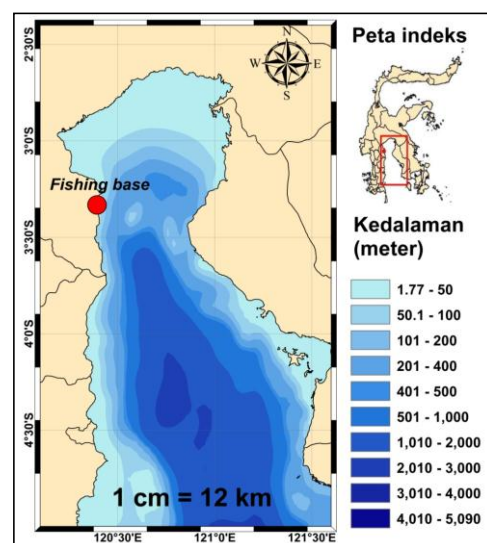 N
W E
S
2°30'S
3°0'S
3°30'S
4°0'S
4°30'S
Fishing base
1 cm = 12 km
120°30'E
121°0'E
121°30'E
Peta indeks
Kedalaman
(meter)
1.77 - 50
50.1 - 100
101 - 200
201 - 400
401 - 500
501 - 1,000
1,010 - 2,000
2,010 - 3,000
3,010 - 4,000
4,010 - 5,090